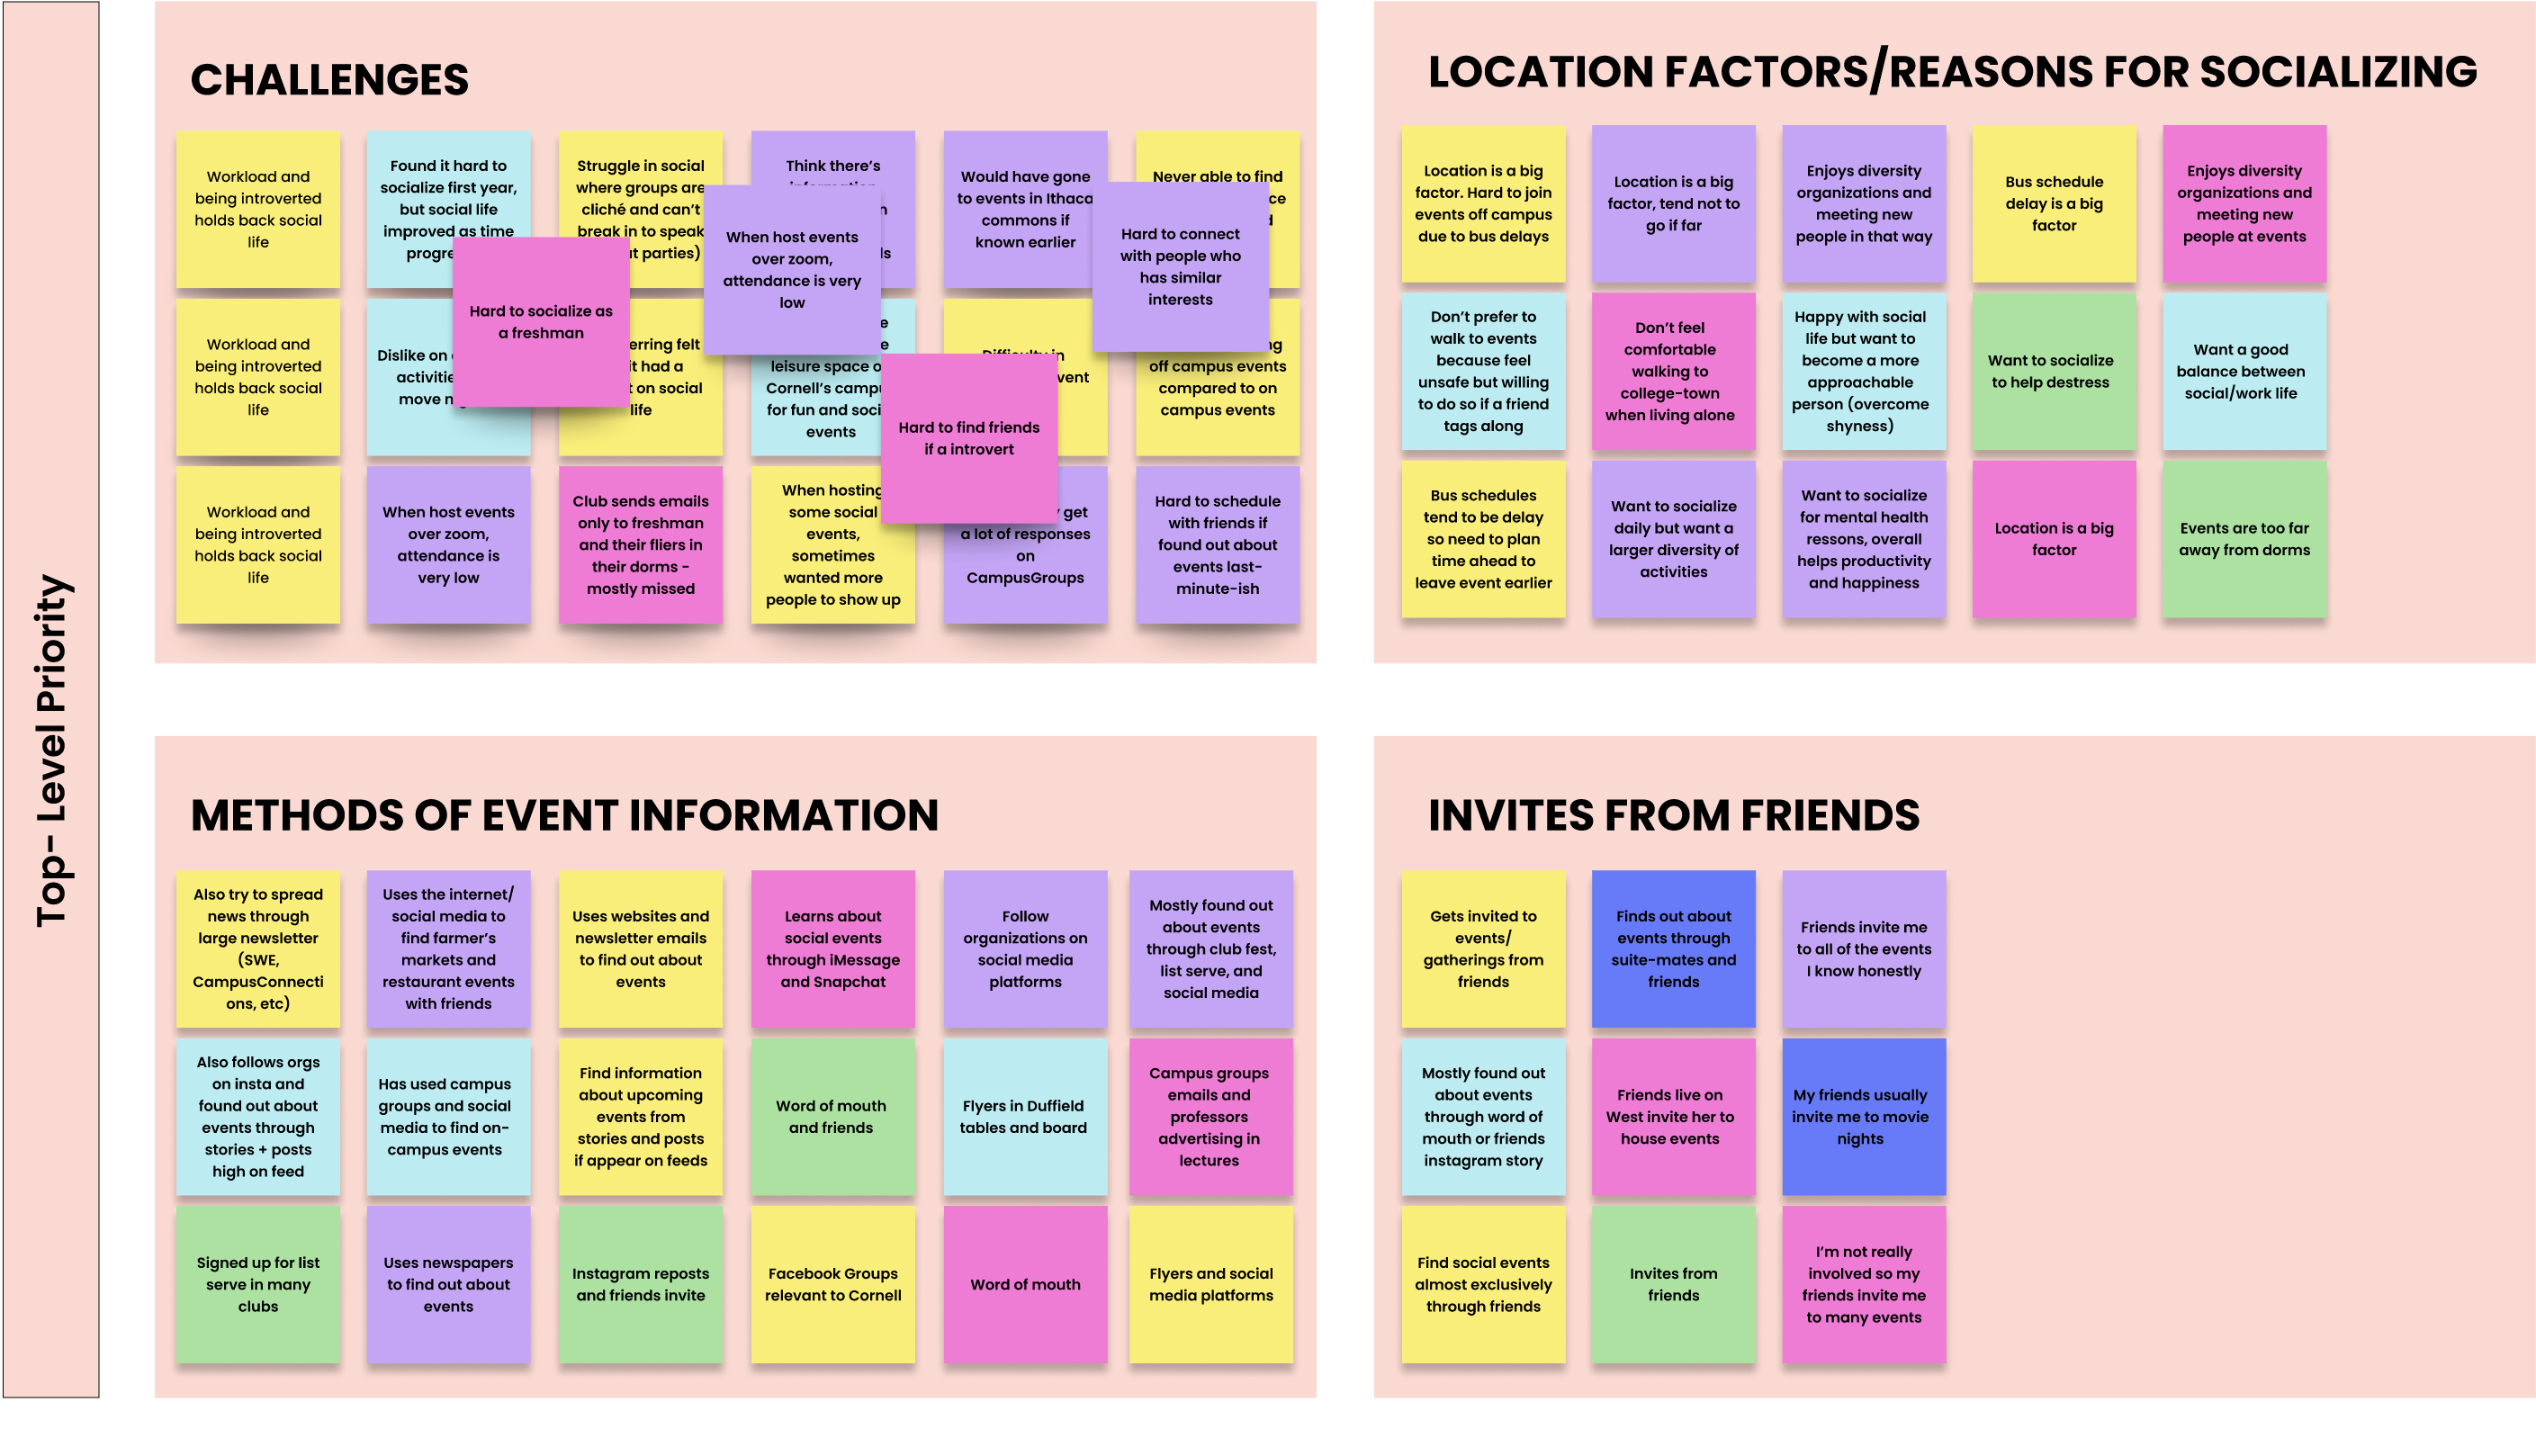 Top- Level Priority
CHALLENGES
Workload and
being introverted
holds back social
life
Found it hard to
socialize first year,
but social life
improved as time
Struggle in social
where groups are
cliché and can't
break in to speak
parties)
Think there's
Would have gone
to events in Ithaca
commons if
known earlier
Never able to find
When host events
over zoom,
attendance is very
low
Hard to connect
with people who
has similar
interests
Hard to socialize as
a freshman
Workload and
being introverted
holds back social
life
Dislike on
move
felt
it had a
on social
life
leisure space
Cornell's
for fun and
events
Hard to find friends
if a introvert
off campus events
compared to on
campus events
Workload and
being introverted
holds back social
life
When host events
over zoom,
attendance is
very low
Club sends emails
only to freshman
and their fliers in
their dorms -
mostly missed
When hosting
some social
events,
sometimes
wanted more
people to show up
get
a lot of responses
on
CampusGroups
Hard to schedule
with friends if
found out about
events last-
minute-ish
LOCATION FACTORS/REASONS FOR SOCIALIZING
Location is a big
factor. Hard to join
events off campus
due to bus delays
Location is a big
factor, tend not to
go if far
Enjoys diversity
organizations and
meeting new
people in that way
Bus schedule
delay is a big
factor
Enjoys diversity
organizations and
meeting new
people at events
Don't prefer to
walk to events
because feel
unsafe but willing
to do so if a friend
tags along
Don't feel
comfortable
walking to
college-town
when living alone
Happy with social
life but want to
become a more
approachable
person (overcome
shyness)
Want to socialize
to help destress
Want a good
balance between
social/work life
Bus schedules
tend to be delay
so need to plan
time ahead to
leave event earlier
Want to socialize
daily but want a
larger diversity of
activities
Want to socialize
for mental health
ressons, overall
helps productivity
and happiness
Location is a big
factor
Events are too far
away from dorms
METHODS OF EVENT INFORMATION
Also try to spread
news through
large newsletter
(SWE,
CampusConnecti
ons, etc)
Uses the internet/
social media to
find farmer's
markets and
restaurant events
with friends
Uses websites and
newsletter emails
to find out about
events
Learns about
social events
through iMessage
and Snapchat
Follow
organizations on
social media
platforms
Mostly found out
about events
through club fest,
list serve, and
social media
Also follows orgs
on insta and
found out about
events through
stories + posts
high on feed
Has used campus
groups and social
media to find on-
campus events
Find information
about upcoming
events from
stories and posts
if appear on feeds
Word of mouth
and friends
Flyers in Duffield
tables and board
Campus groups
emails and
professors
advertising in
lectures
Signed up for list
serve in many
clubs
Uses newspapers
to find out about
events
Instagram reposts
and friends invite
Facebook Groups
relevant to Cornell
Word of mouth
Flyers and social
media platforms
INVITES FROM FRIENDS
Gets invited to
events/
gatherings from
friends
Finds out about
events through
suite-mates and
friends
Friends invite me
to all of the events
I know honestly
Mostly found out
about events
through word of
mouth or friends
instagram story
Friends live on
West invite her to
house events
My friends usually
invite me to movie
nights
Find social events
almost exclusively
through friends
Invites from
friends
I'm not really
involved so my
friends invite me
to many events